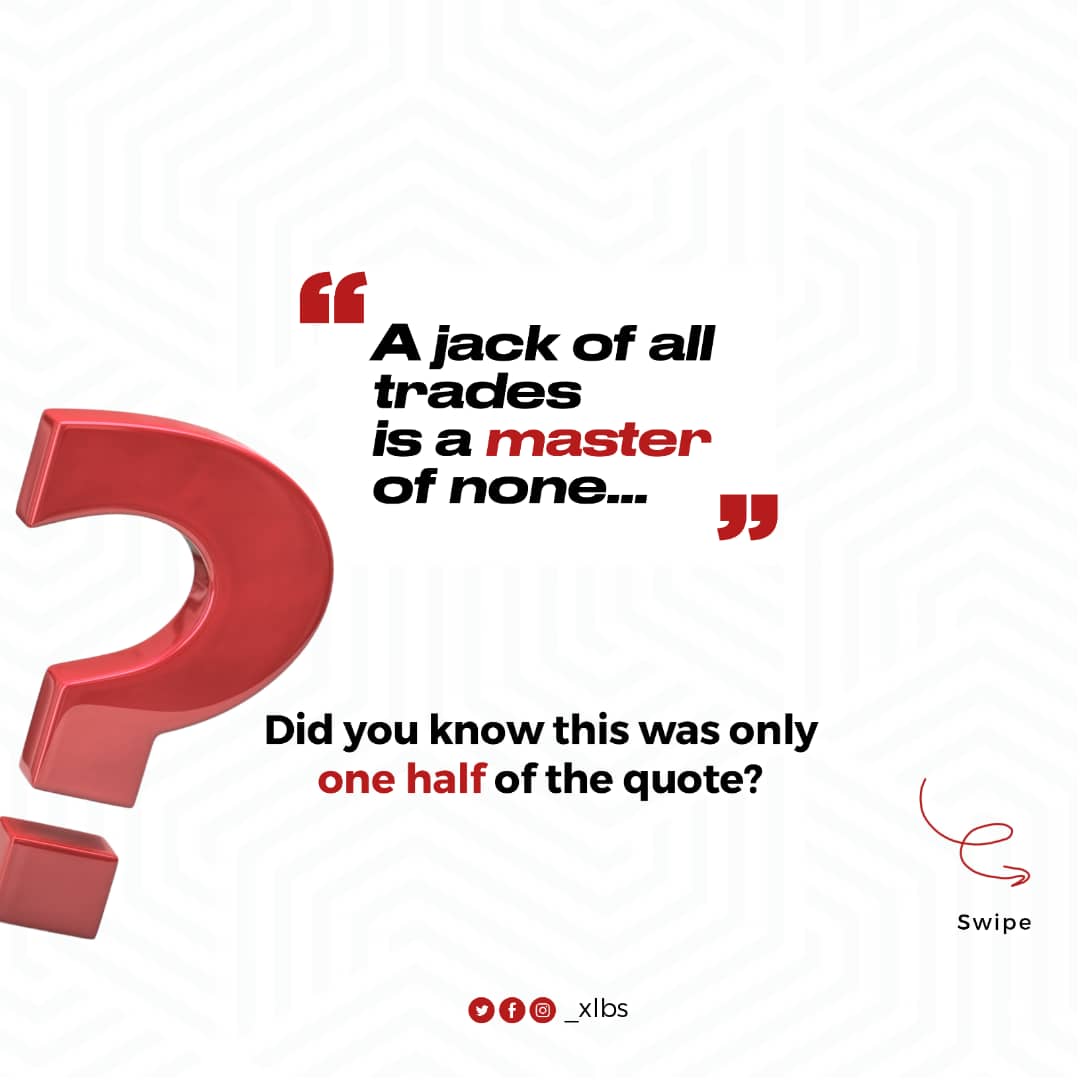 “
A jack of all
trades
is a master
of none...
”
Did you know this was only
one half of the quote?
Swipe
_xlbs